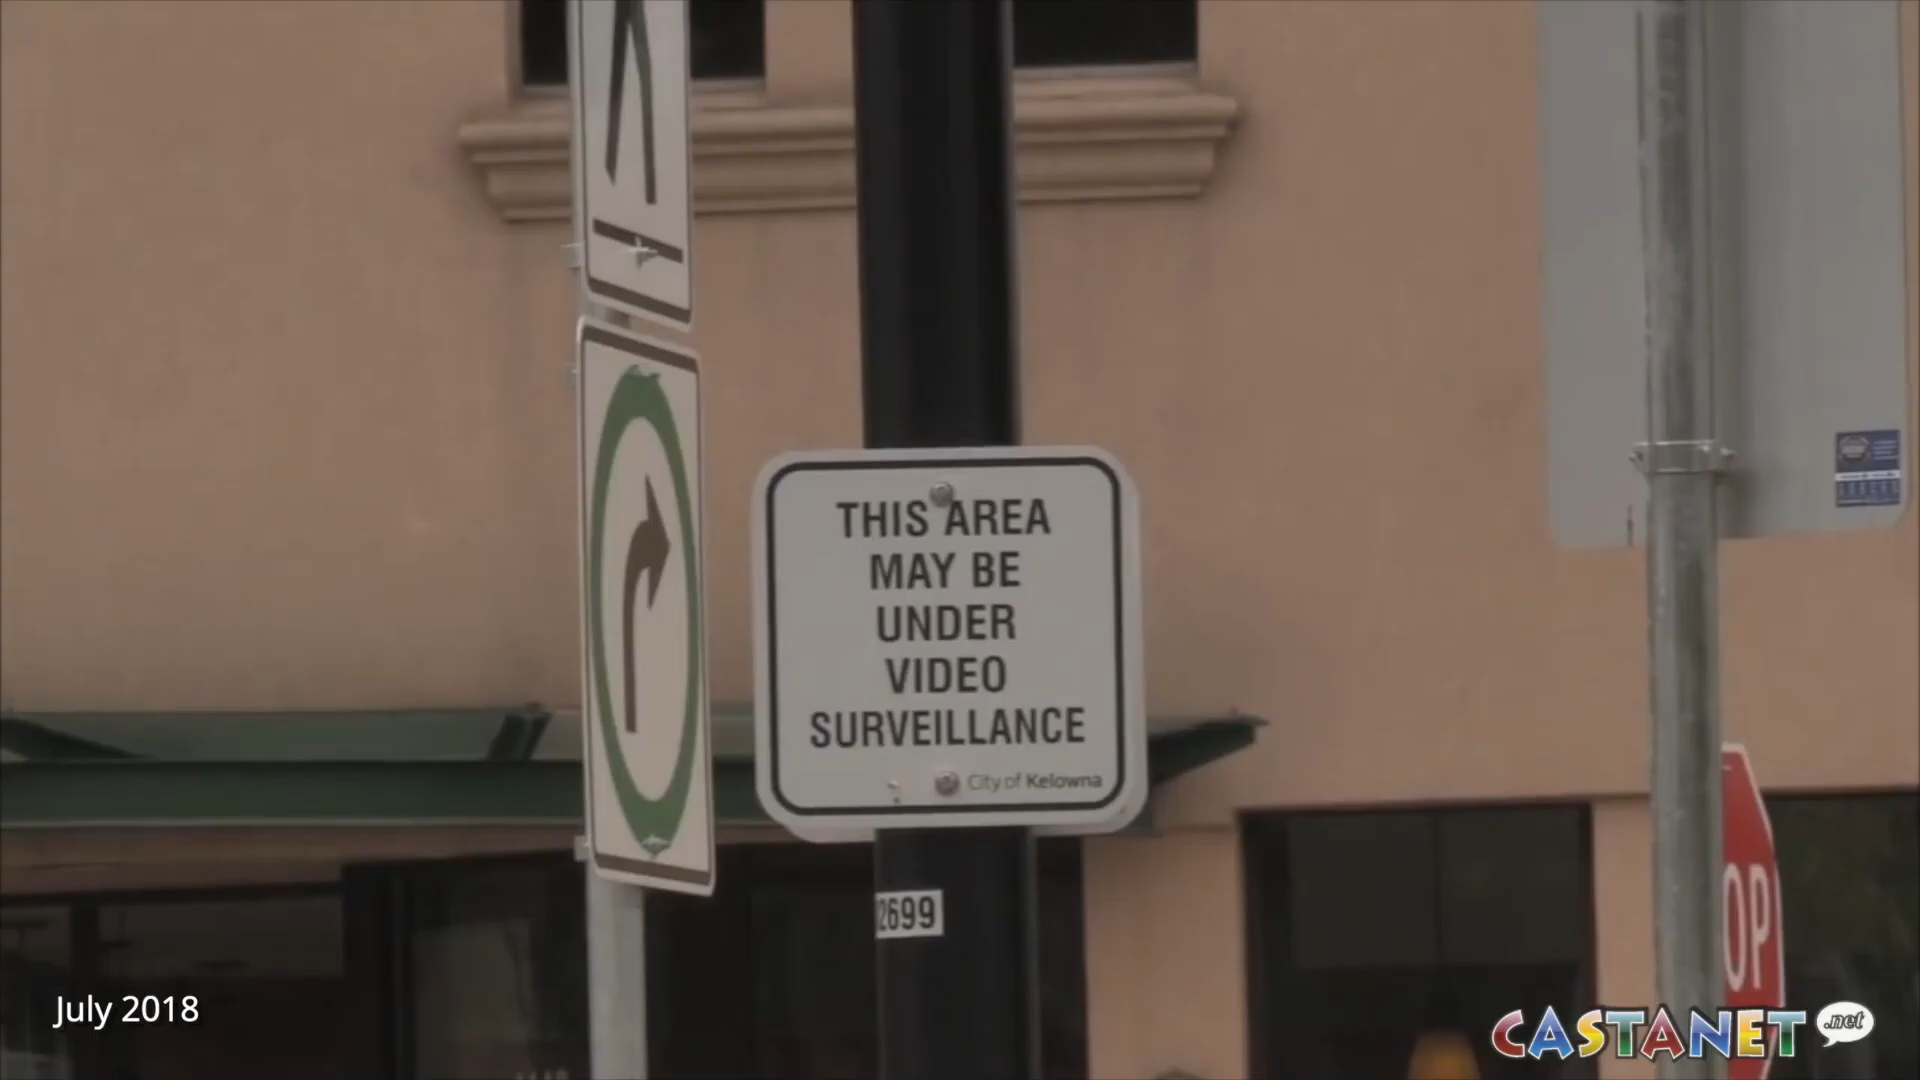 THIS AREA
MAY BE
UNDER
VIDEO
SURVEILLANCE
City of Kelowna
2699
OP
July 2018
CASTANET .net